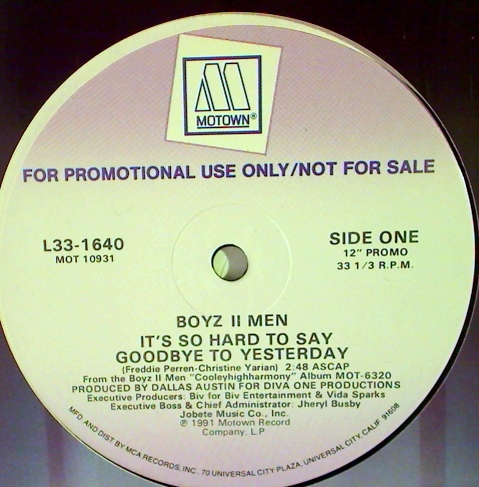 MOTOWN®
FOR PROMOTIONAL USE ONLY/NOT FOR SALE
L33-1640
MOT 10931
SIDE ONE
12" PROMO
33 1/3 R.P.M.
BOYZ II MEN
IT'S SO HARD TO SAY
GOODBYE TO YESTERDAY
(Freddie Perren-Christine Yarian) 2:48 ASCAP
From the Boyz II Men "Cooleyhighharmony" Album MOT-6320
PRODUCED BY DALLAS AUSTIN FOR DIVA ONE PRODUCTIONS
Executive Producers: Biv for Biv Entertainment & Vida Sparks
Executive Boss & Chief Administrator: Jheryl Busby
Jobete Music Co., Inc.
℗ 1991 Motown Record
Company, L.P
MFD. AND DIST. BY MCA RECORDS, INC. 70 UNIVERSAL CITY PLAZA, UNIVERSAL CITY, CALIF. 91608